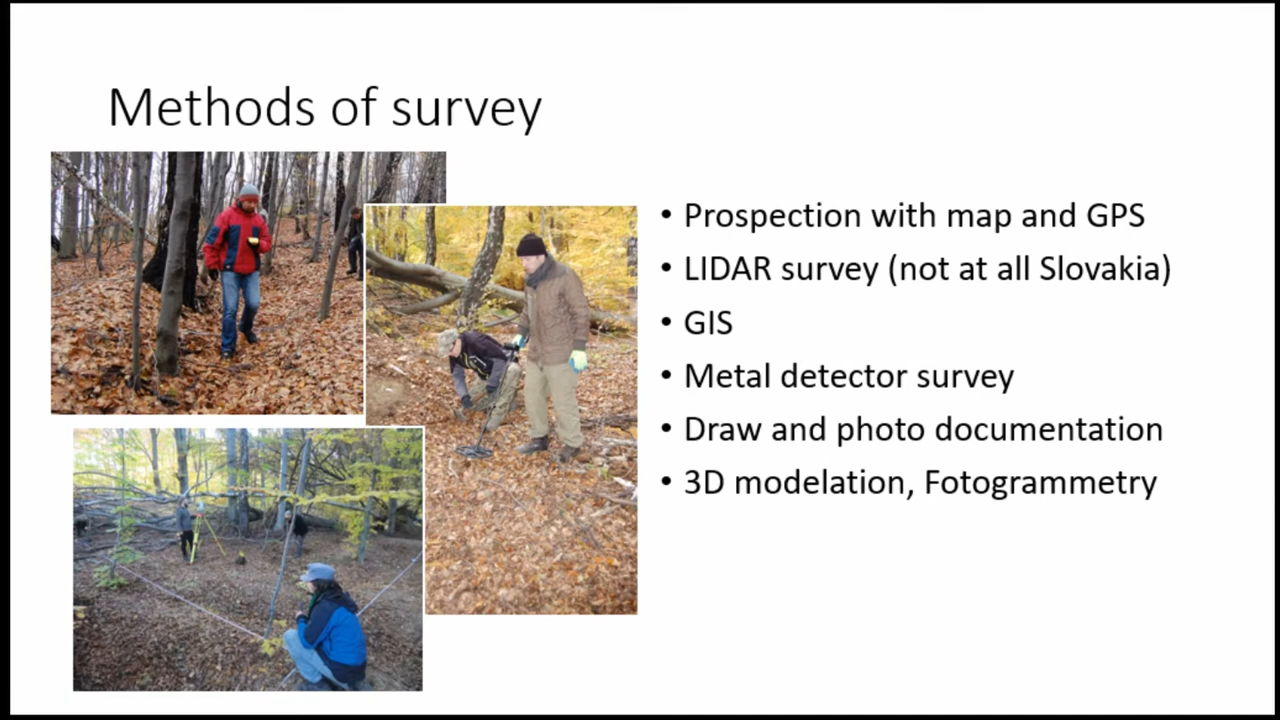 Methods of survey
• Prospection with map and GPS
• LIDAR survey (not at all Slovakia)
• GIS
• Metal detector survey
• Draw and photo documentation
• 3D modelation, Fotogrammetry